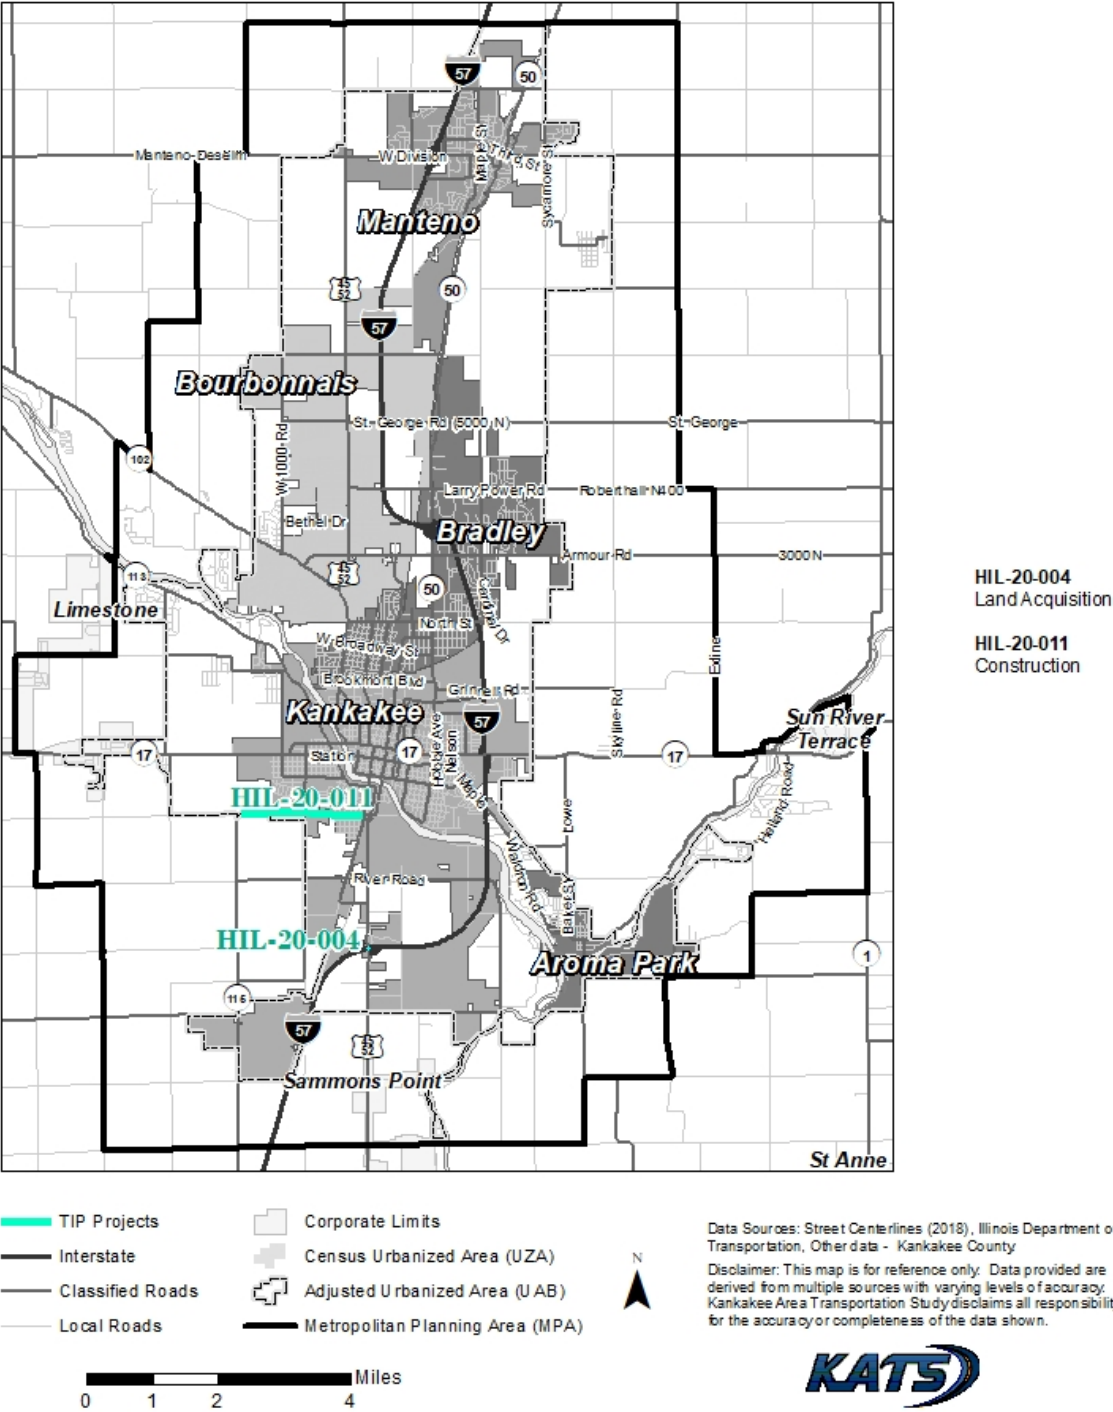 57
50
Manteno-Deselm
W Division
Maple St
Third St
Sycamore St
Manteno
45
52
50
57
Bourbonnais
St. George Rd (5000 N)
St. George
W 1000 Rd
102
Larry Power Rd
Roberthall N400
Bethel Dr
Bradley
Armour Rd
3000 N
113
45
52
50
Cardinal Dr
Limestone
North St
W Broadway St
Brookmont Blvd
Grinnell Rd
Exline
Skyline Rd
Kankakee
57
Sun River
Terrace
17
Station
17
Hobbie Ave
Nelson
17
Maple
HIL-20-011
Lowe
Heiland Road
Waldron Rd
River Road
Baker St
HIL-20-004
Aroma Park
1
115
57
45
52
Sammons Point
St Anne
HIL-20-004
Land Acquisition
HIL-20-011
Construction
TIP Projects
Interstate
Classified Roads
Local Roads
Corporate Limits
Census Urbanized Area (UZA)
Adjusted Urbanized Area (UAB)
Metropolitan Planning Area (MPA)
N
Data Sources: Street Centerlines (2018), Illinois Department o
Transportation, Other data - Kankakee County
Disclaimer: This map is for reference only. Data provided are
derived from multiple sources with varying levels of accuracy.
Kankakee Area Transportation Study disclaims all responsibilit
for the accuracy or completeness of the data shown.
KATS
Miles
0 1 2 4